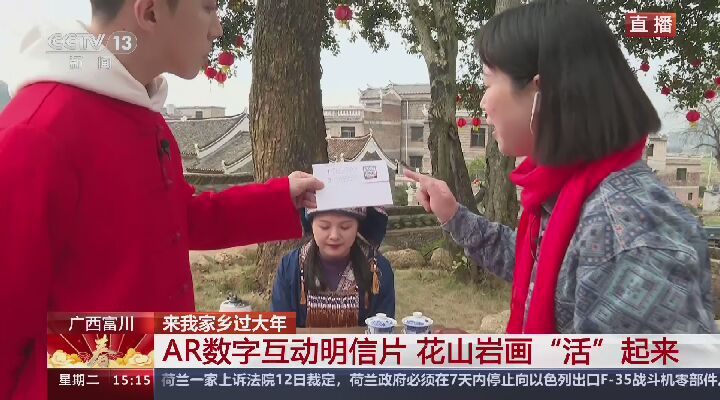 CCTV 13
新闻
直播
广西富川
来我家乡过大年
AR数字互动明信片 花山岩画“活”起来
星期二 15:15
荷兰一家上诉法院12日裁定，荷兰政府必须在7天内停止向以色列出口F-35战斗机零部件